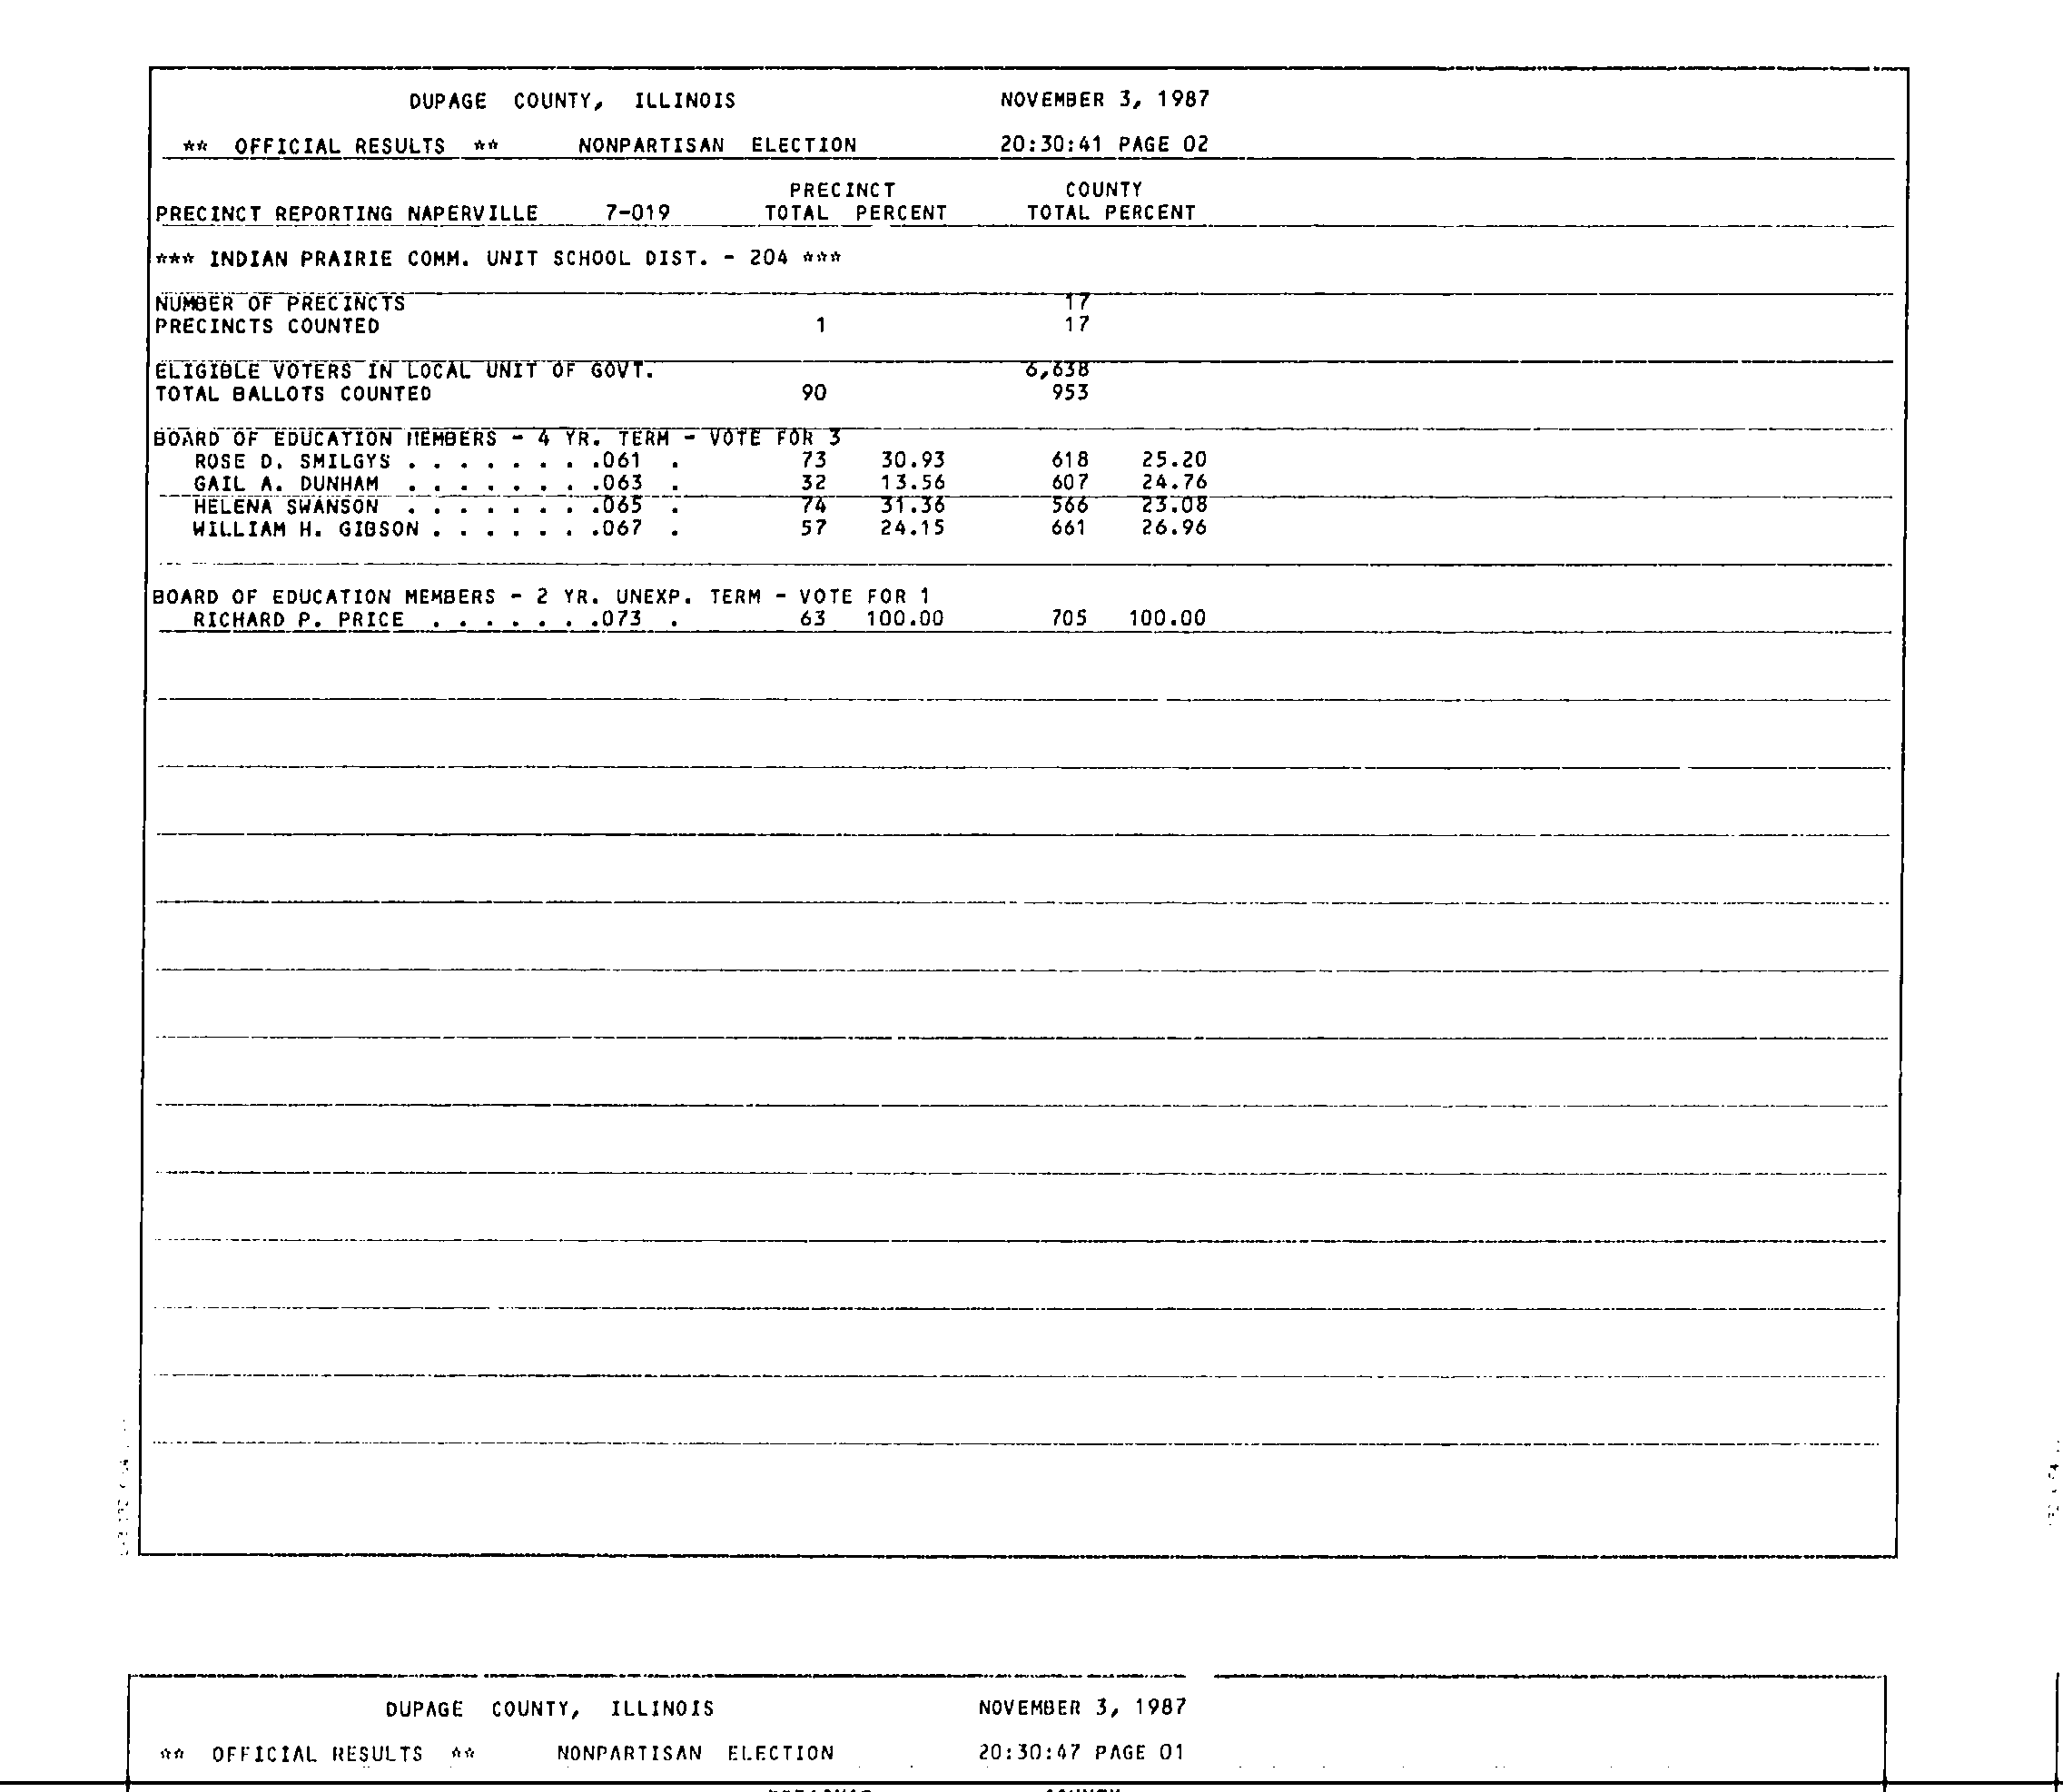 DUPAGE COUNTY, ILLINOIS NOVEMBER 3, 1987
** OFFICIAL RESULTS ** NONPARTISAN ELECTION 20:30:41 PAGE 02
PRECINCT COUNTY
PRECINCT REPORTING NAPERVILLE 7-019 TOTAL PERCENT TOTAL PERCENT
*** INDIAN PRAIRIE COMM. UNIT SCHOOL DIST. - 204 ***
NUMBER OF PRECINCTS 17
PRECINCTS COUNTED 1 17
ELIGIBLE VOTERS IN LOCAL UNIT OF GOVT. 6,638
TOTAL BALLOTS COUNTED 90 953
BOARD OF EDUCATION MEMBERS - 4 YR. TERM - VOTE FOR 3
ROSE D. SMILGYS . . . . . . . .061 . 73 30.93 618 25.20
GAIL A. DUNHAM . . . . . . . .063 . 32 13.56 607 24.76
HELENA SWANSON . . . . . . . .065 . 74 31.36 566 23.08
WILLIAM H. GIBSON . . . . . . .067 . 57 24.15 661 26.96
BOARD OF EDUCATION MEMBERS - 2 YR. UNEXP. TERM - VOTE FOR 1
RICHARD P. PRICE . . . . . . .073 . 63 100.00 705 100.00
DUPAGE COUNTY, ILLINOIS NOVEMBER 3, 1987
** OFFICIAL RESULTS ** NONPARTISAN ELECTION 20:30:47 PAGE 01